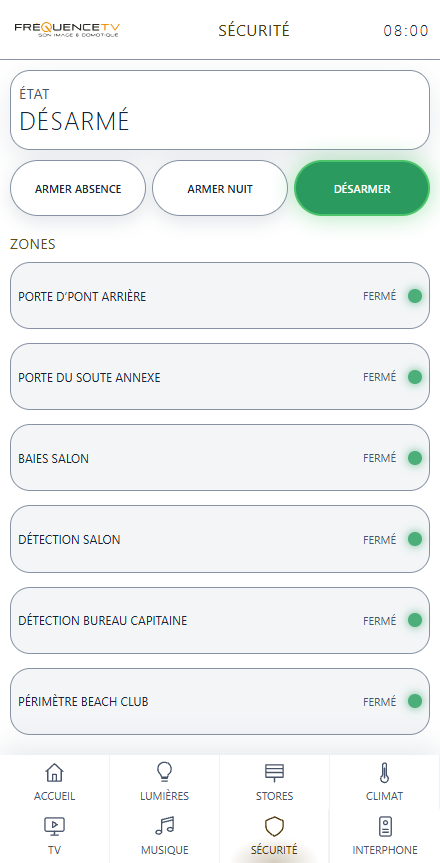 FRÉQUENCETV
SON, IMAGE & DOMOTIQUE
SÉCURITÉ
08:00
ÉTAT
DÉSARMÉ
ARMER ABSENCE
ARMER NUIT
DÉSARMER
ZONES
PORTE D'PONT ARRIÈRE
FERMÉ
PORTE DU SOUTE ANNEXE
FERMÉ
BAIES SALON
FERMÉ
DÉTECTION SALON
FERMÉ
DÉTECTION BUREAU CAPITAINE
FERMÉ
PÉRIMÈTRE BEACH CLUB
FERMÉ
ACCUEIL
LUMIÈRES
STORES
CLIMAT
TV
MUSIQUE
SÉCURITÉ
INTERPHONE